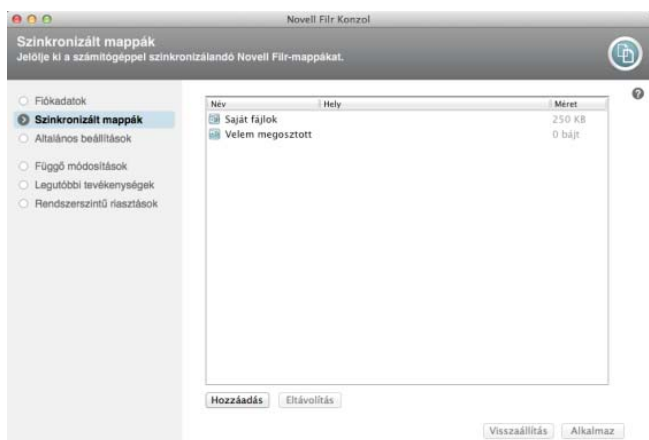 Novell Filr Konzol
Szinkronizált mappák
Jelölje ki a számítógéppel szinkronizálandó Novell Filr-mappákat.
Fiókadatok
Szinkronizált mappák
Általános beállítások
Függő módosítások
Legutóbbi tevékenységek
Rendszerszintű riasztások
Név Hely Méret
Saját fájlok 250 KB
Velem megosztott 0 bájt
Hozzáadás Eltávolítás
Visszaállítás Alkalmaz